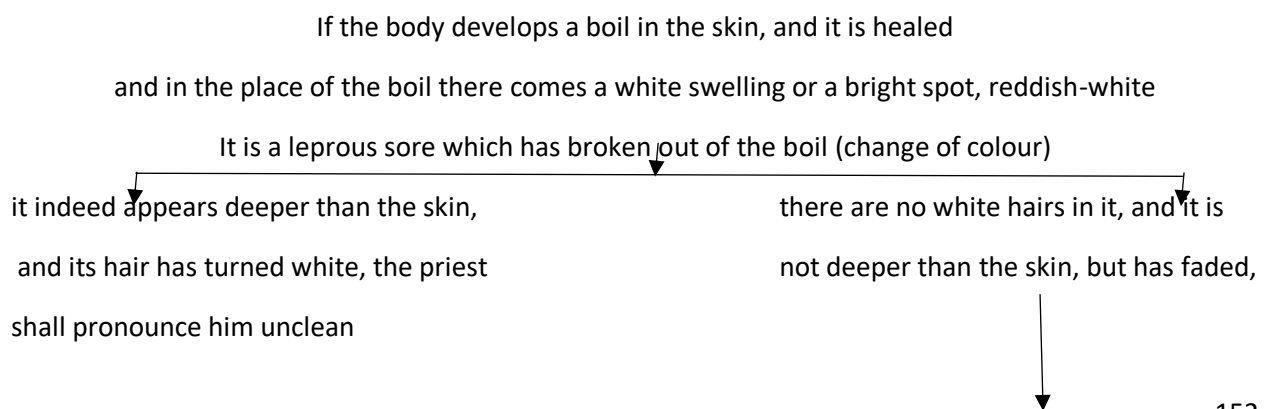 If the body develops a boil in the skin, and it is healed
and in the place of the boil there comes a white swelling or a bright spot, reddish-white
It is a leprous sore which has broken out of the boil (change of colour)
it indeed appears deeper than the skin,
and its hair has turned white, the priest
shall pronounce him unclean
there are no white hairs in it, and it is
not deeper than the skin, but has faded,